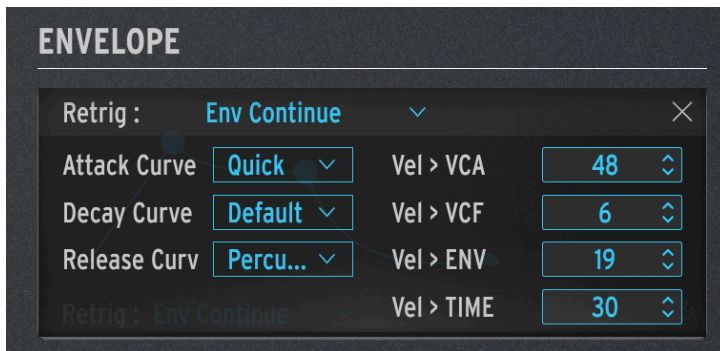 ENVELOPE
Retrig : Env Continue
Attack Curve Quick Vel > VCA 48
Decay Curve Default Vel > VCF 6
Release Curv Percu... Vel > ENV 19
Vel > TIME 30
Retrig : Env Continue